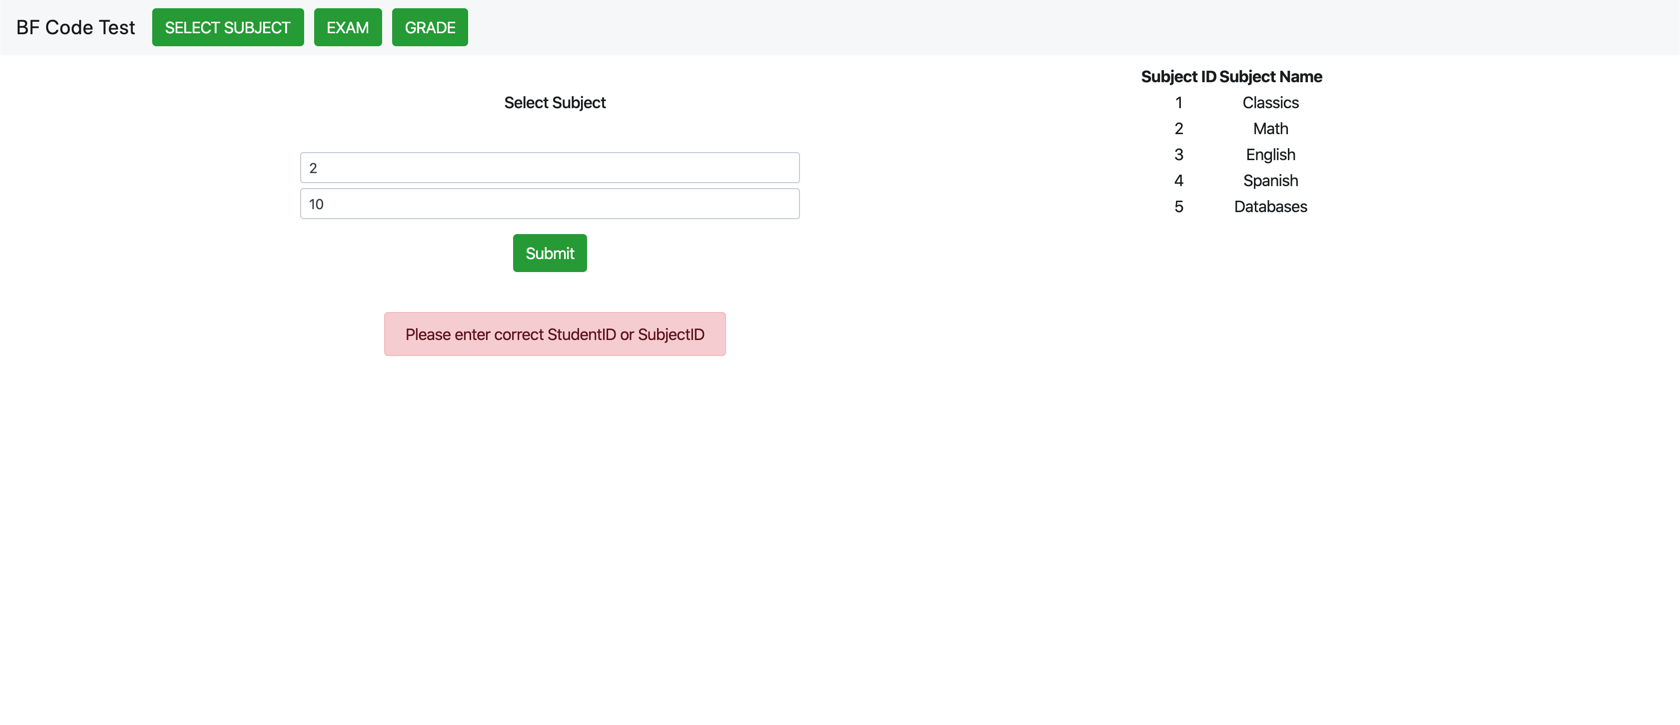 BF Code Test SELECT SUBJECT EXAM GRADE
Select Subject
2
10
Submit
Please enter correct StudentID or SubjectID
Subject ID Subject Name
1 Classics
2 Math
3 English
4 Spanish
5 Databases